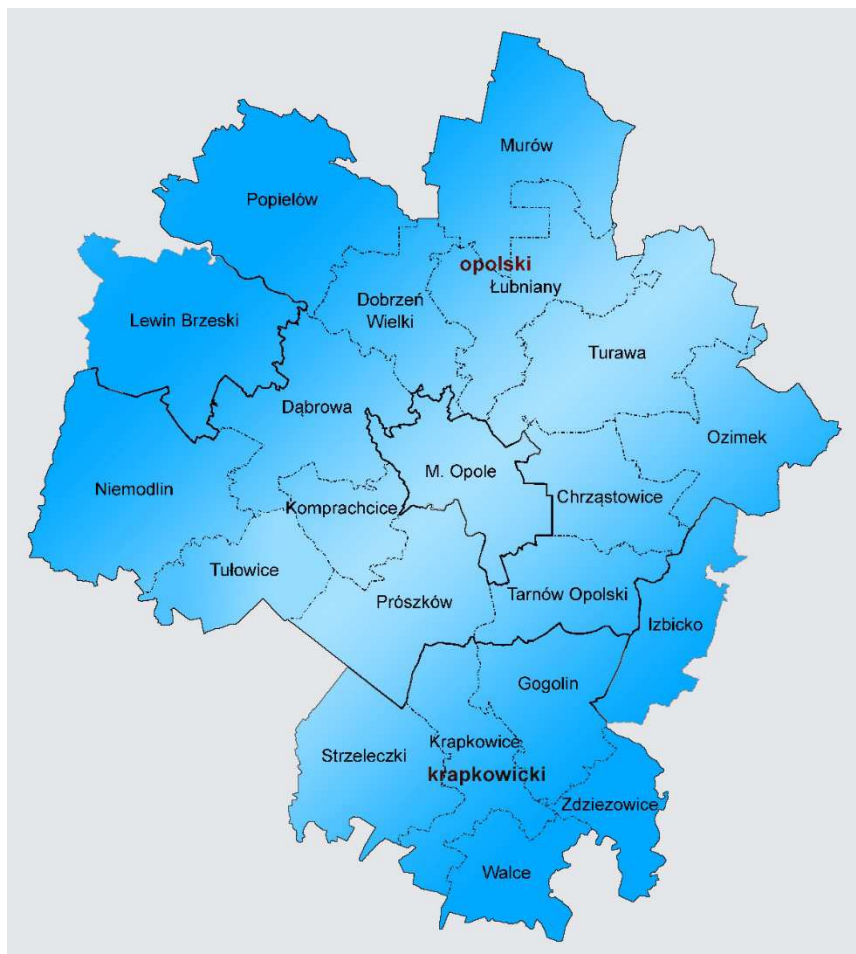 Murów
Popielów
opolski
Łubniany
Dobrzeń
Wielki
Lewin Brzeski
Turawa
Dąbrowa
Ozimek
M. Opole
Niemodlin
Chrząstowice
Komprachcice
Tułowice
Prószków
Tarnów Opolski
Izbicko
Gogolin
Krapkowice
Strzeleczki
krapkowicki
Zdziezowice
Walce